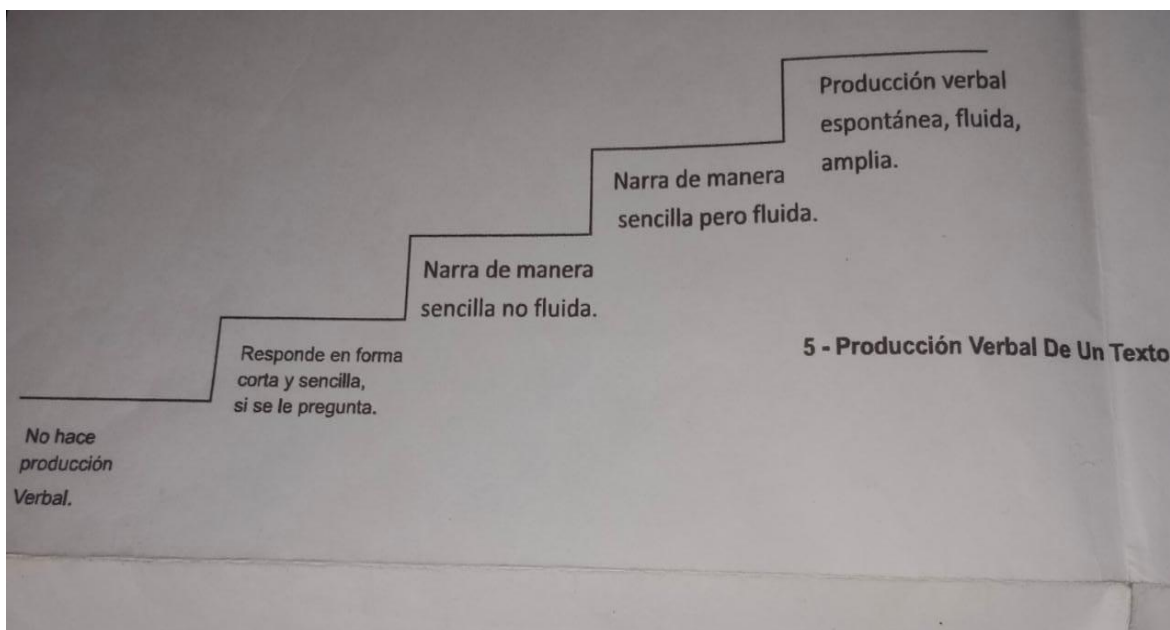 Producción verbal
espontánea, fluida,
amplia.
Narra de manera
sencilla pero fluida.
Narra de manera
sencilla no fluida.
5 - Producción Verbal De Un Texto
Responde en forma
corta y sencilla,
si se le pregunta.
No hace
producción
Verbal.